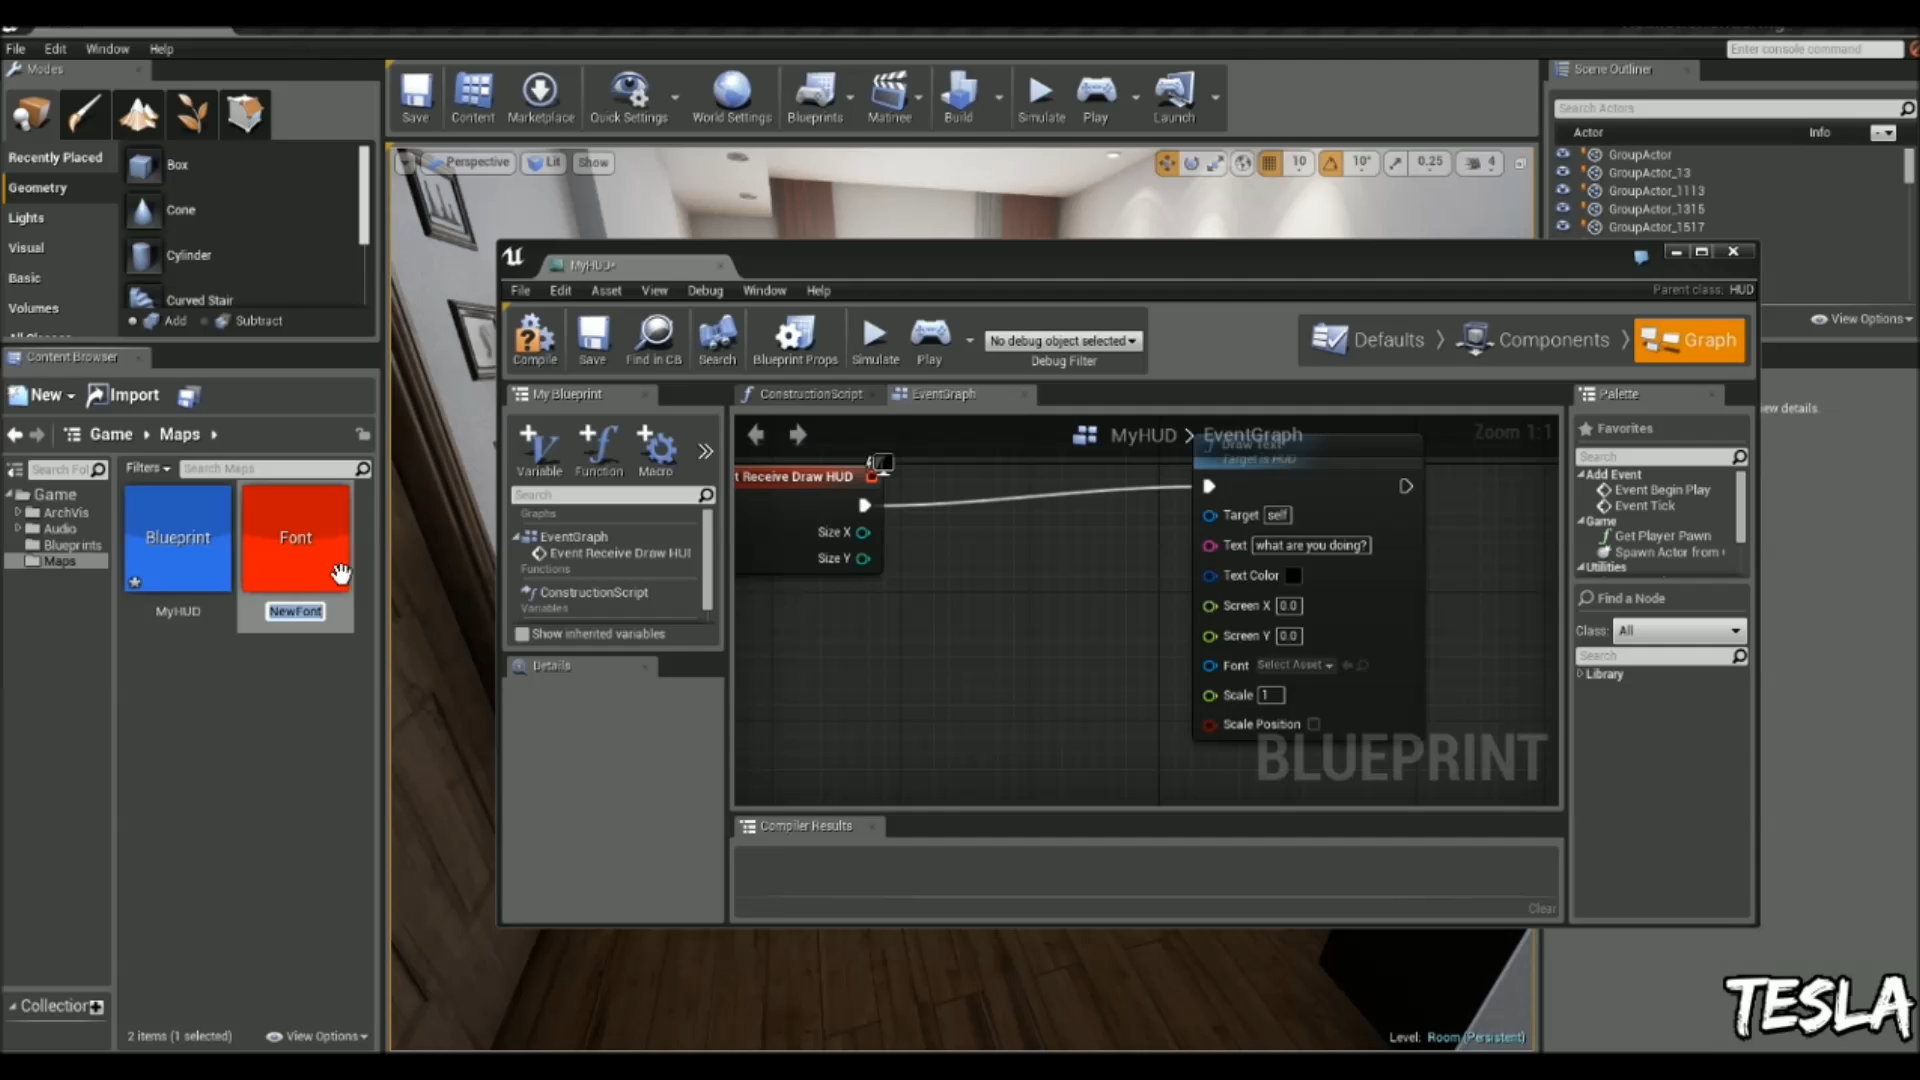 File Edit Window Help
Enter console command
Modes
Save
Content
Marketplace
Quick Settings
World Settings
Blueprints
Matinee
Build
Simulate
Play
Launch
Scene Outliner
Search Actors
Actor Info
GroupActor
GroupActor_13
GroupActor_1113
GroupActor_1315
GroupActor_1517
View Options
Recently Placed
Geometry
Lights
Visual
Basic
Volumes
Box
Cone
Cylinder
Curved Stair
Add Subtract
Perspective Lit Show
10 10° 0.25 4
Content Browser
New Import
Game Maps
Search Fol
Filters Search Maps
Game
ArchVis
Audio
Blueprints
Maps
Blueprint
MyHUD
Font
NewFont
Collection
2 items (1 selected) View Options
MyHUD*
File Edit Asset View Debug Window Help
Parent class: HUD
Compile
Save
Find in CB
Search
Blueprint Props
Simulate
Play
No debug object selected
Debug Filter
Defaults Components Graph
My Blueprint
Variable Function Macro
Search
Graphs
EventGraph
Event Receive Draw HUI
Functions
ConstructionScript
Variables
Show inherited variables
Details
ConstructionScript EventGraph
MyHUD > EventGraph
Zoom 1:1
t Receive Draw HUD
Size X
Size Y
Draw Text
Target is HUD
Target self
Text what are you doing?
Text Color
Screen X 0.0
Screen Y 0.0
Font Select Asset
Scale 1
Scale Position
BLUEPRINT
Compiler Results
Clear
Palette
Favorites
Search
Add Event
Event Begin Play
Event Tick
Game
Get Player Pawn
Spawn Actor from
Utilities
Find a Node
Class: All
Search
Library
ew details.
Level: Room (Persistent)
TESLA